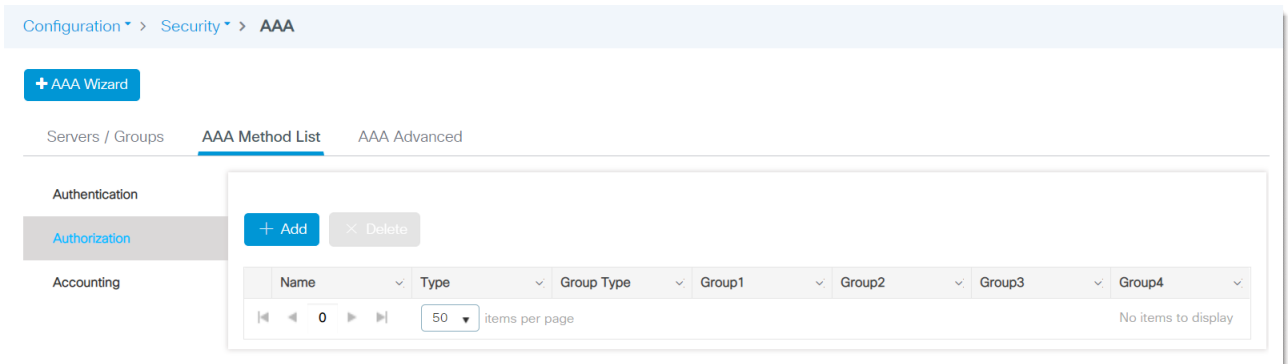 Configuration > Security > AAA
+ AAA Wizard
Servers / Groups AAA Method List AAA Advanced
Authentication
Authorization
Accounting
+ Add × Delete
Name Type Group Type Group1 Group2 Group3 Group4
0 50 items per page No items to display